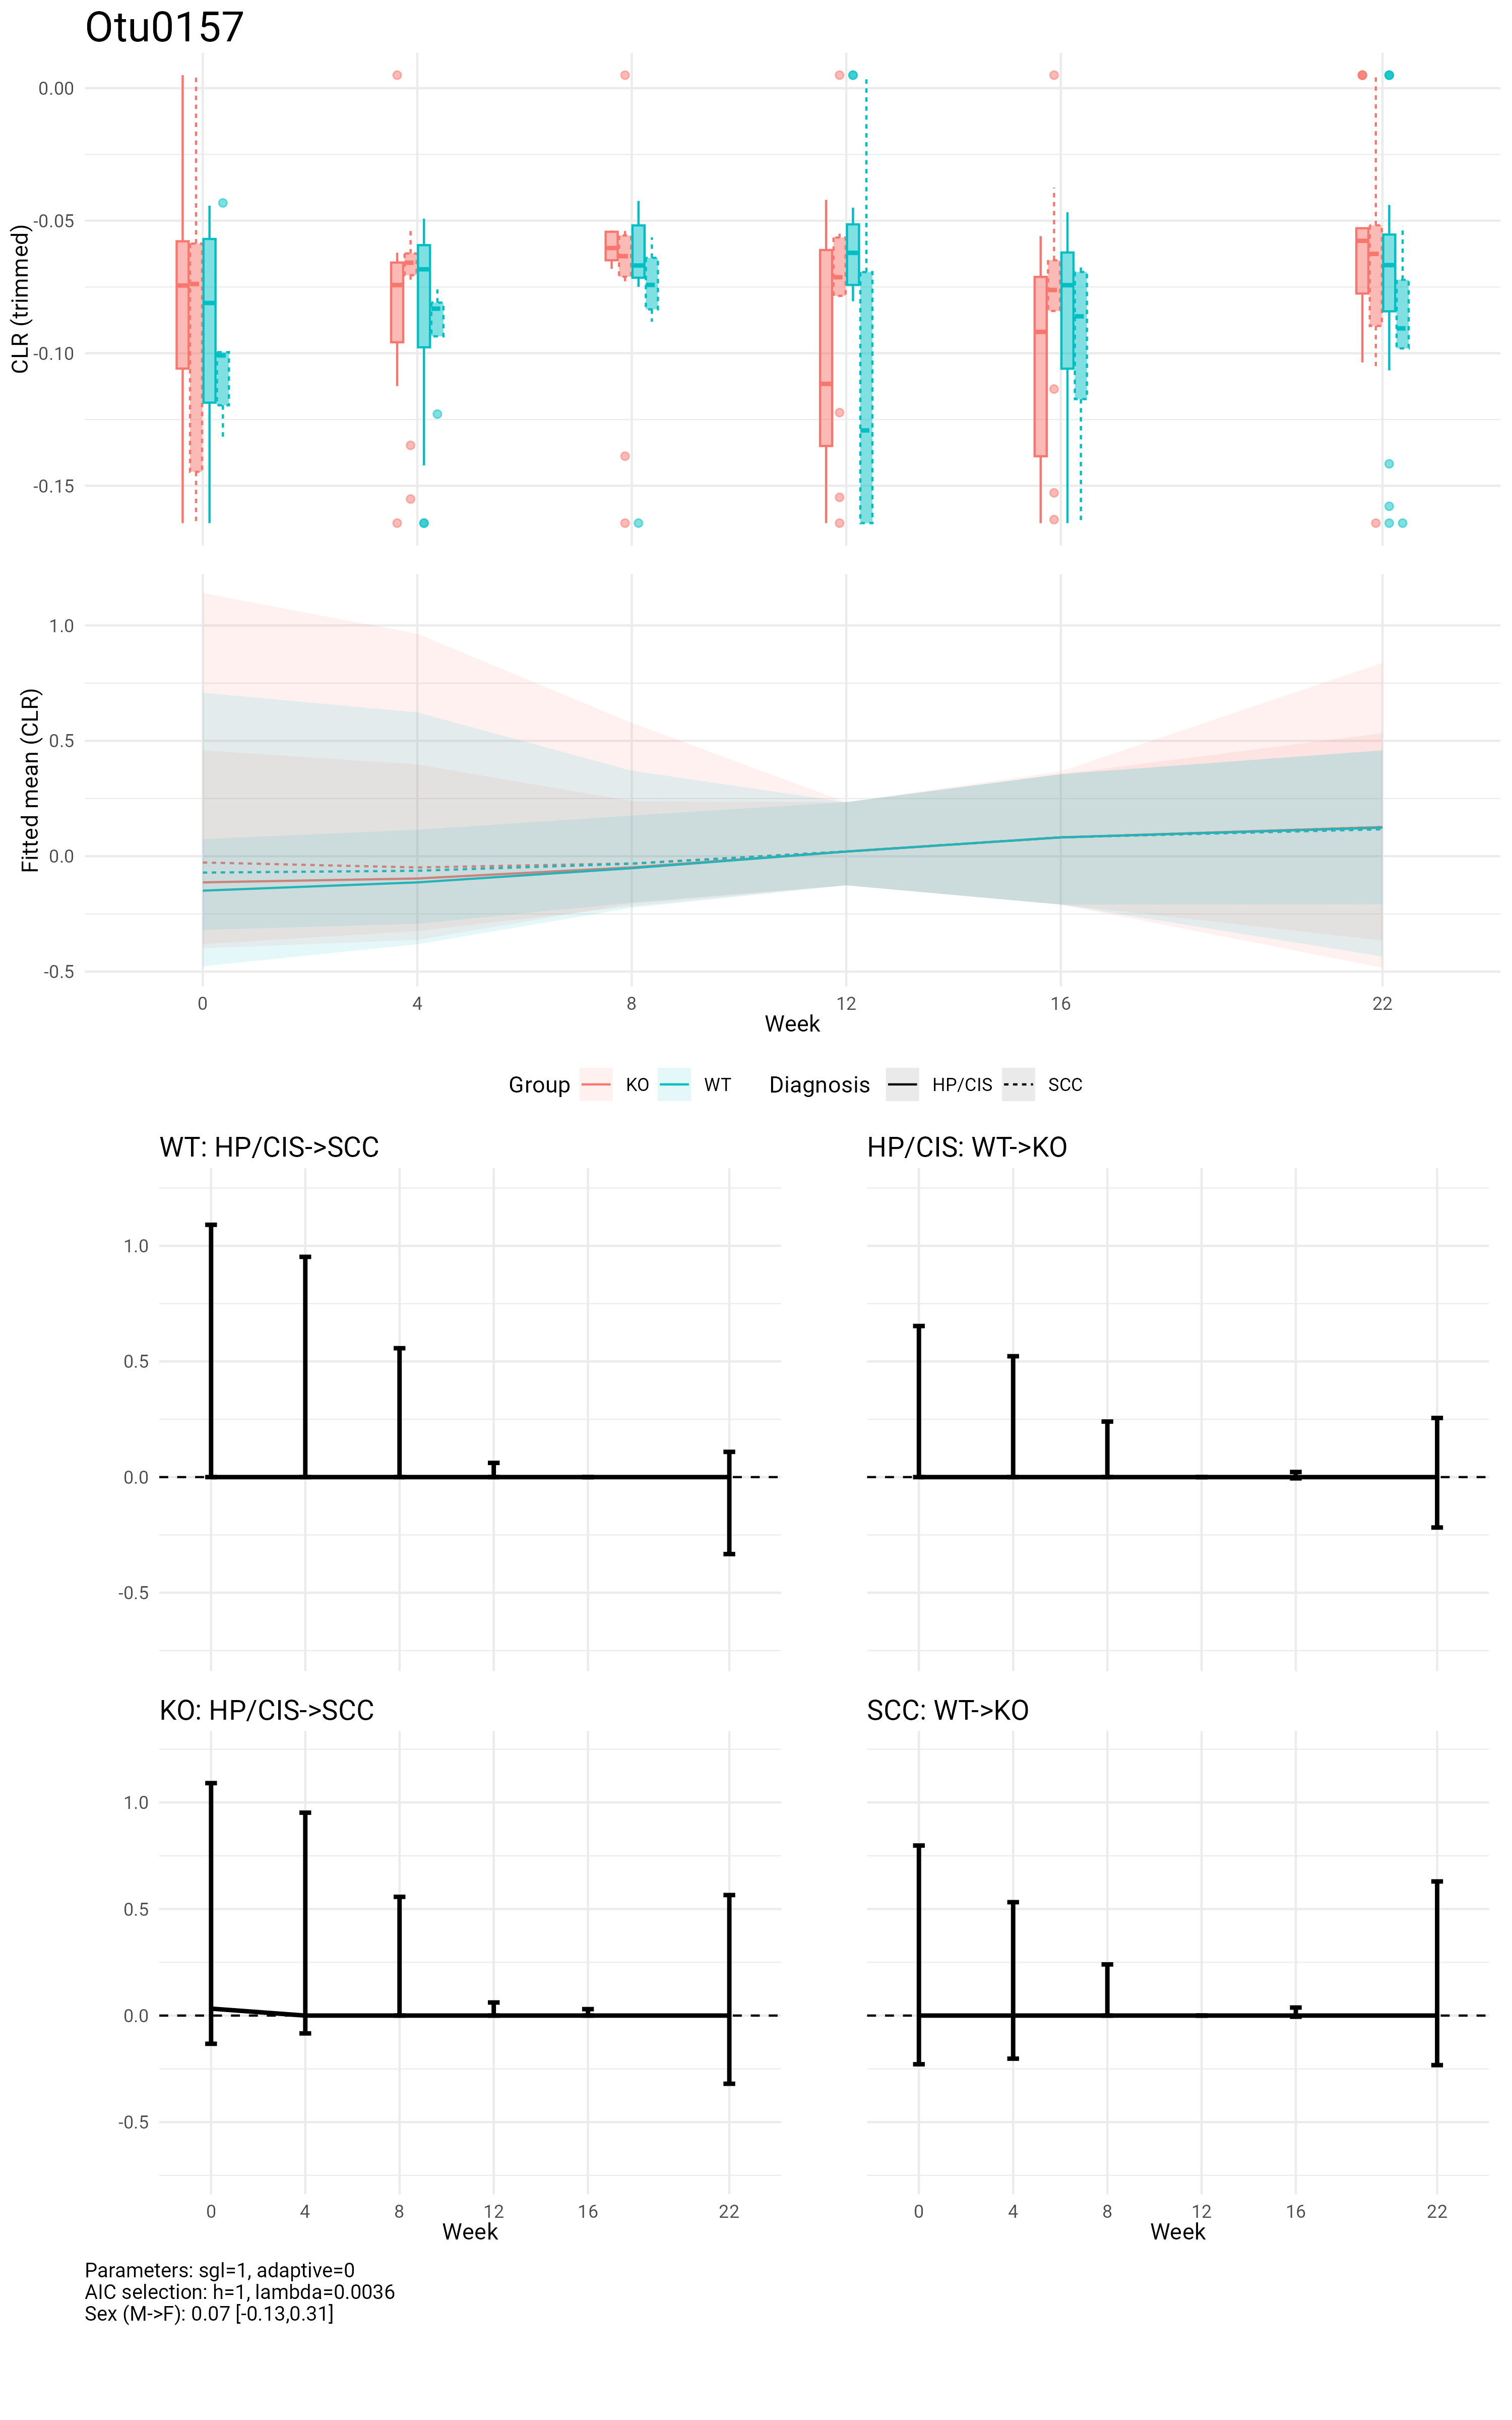 Otu0157
0.00
-0.05
-0.10
-0.15
CLR (trimmed)
1.0
0.5
0.0
-0.5
Fitted mean (CLR)
0 4 8 12 16 22
Week
Group KO WT Diagnosis HP/CIS SCC
WT: HP/CIS->SCC
HP/CIS: WT->KO
1.0
0.5
0.0
-0.5
KO: HP/CIS->SCC
SCC: WT->KO
1.0
0.5
0.0
-0.5
0 4 8 12 16 22
0 4 8 12 16 22
Week
Week
Parameters: sgl=1, adaptive=0
AIC selection: h=1, lambda=0.0036
Sex (M->F): 0.07 [-0.13,0.31]